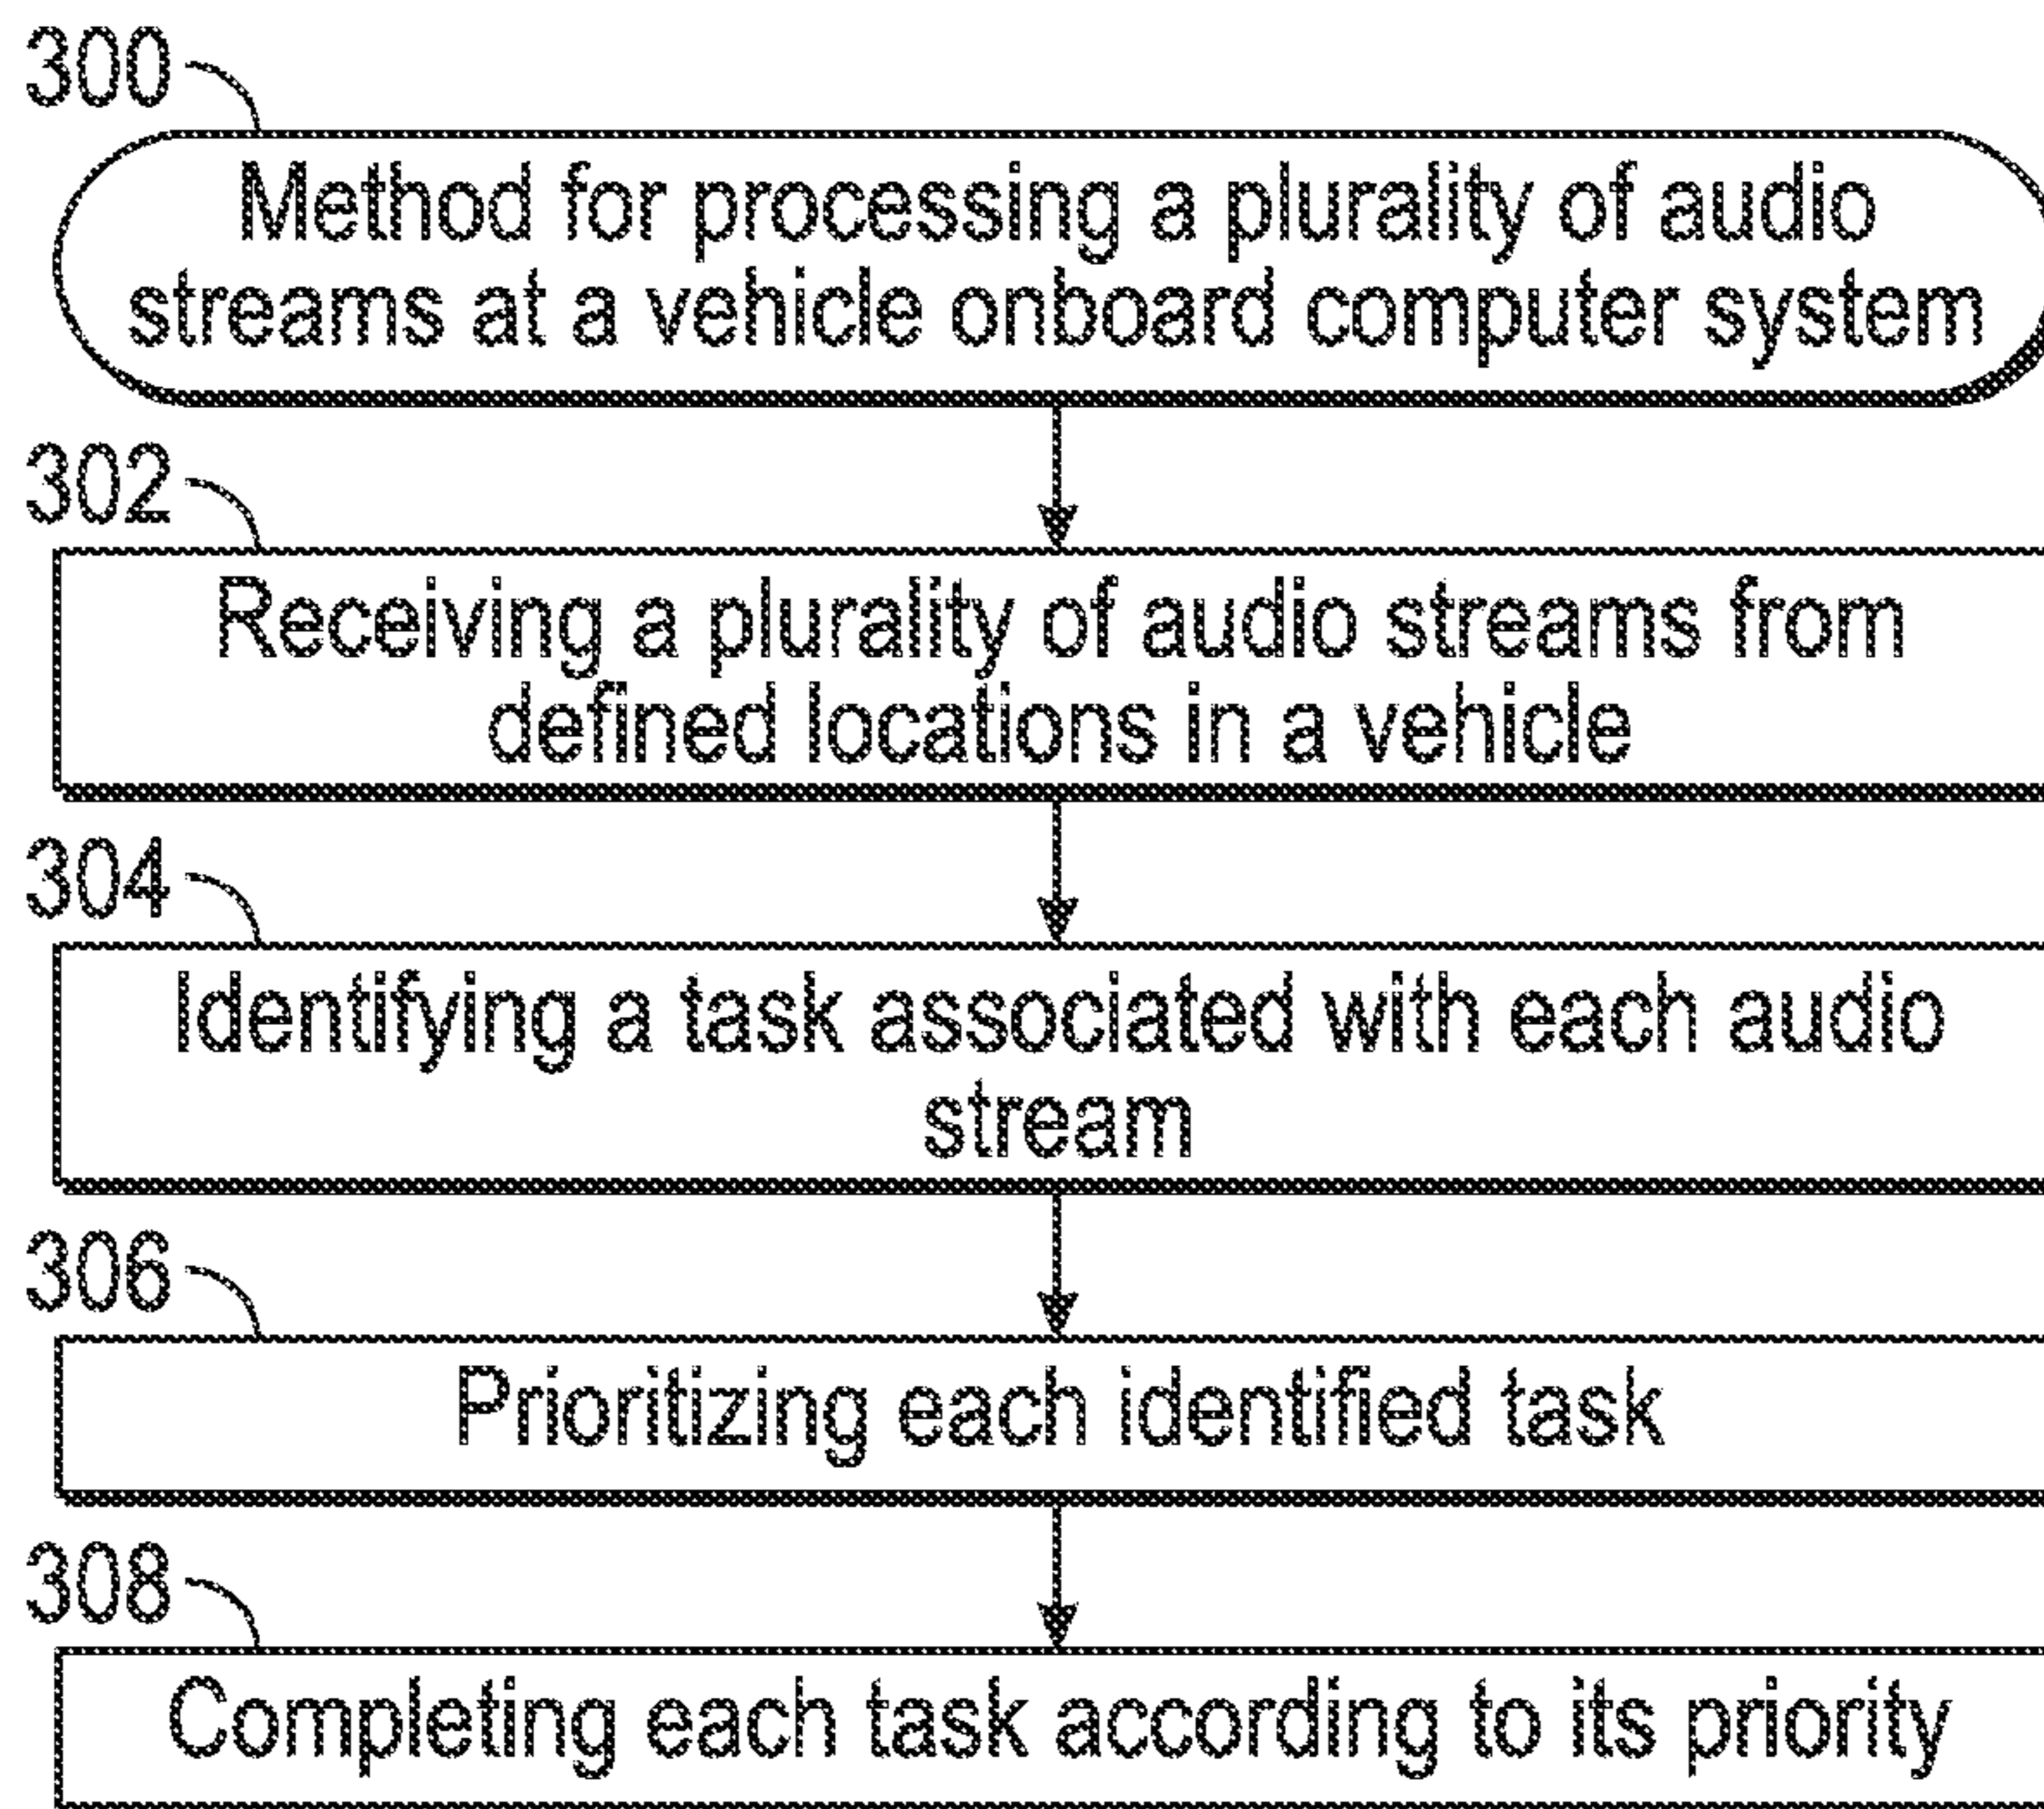 300
Method for processing a plurality of audio
streams at a vehicle onboard computer system
302
Receiving a plurality of audio streams from
defined locations in a vehicle
304
Identifying a task associated with each audio
stream
306
Prioritizing each identified task
308
Completing each task according to its priority